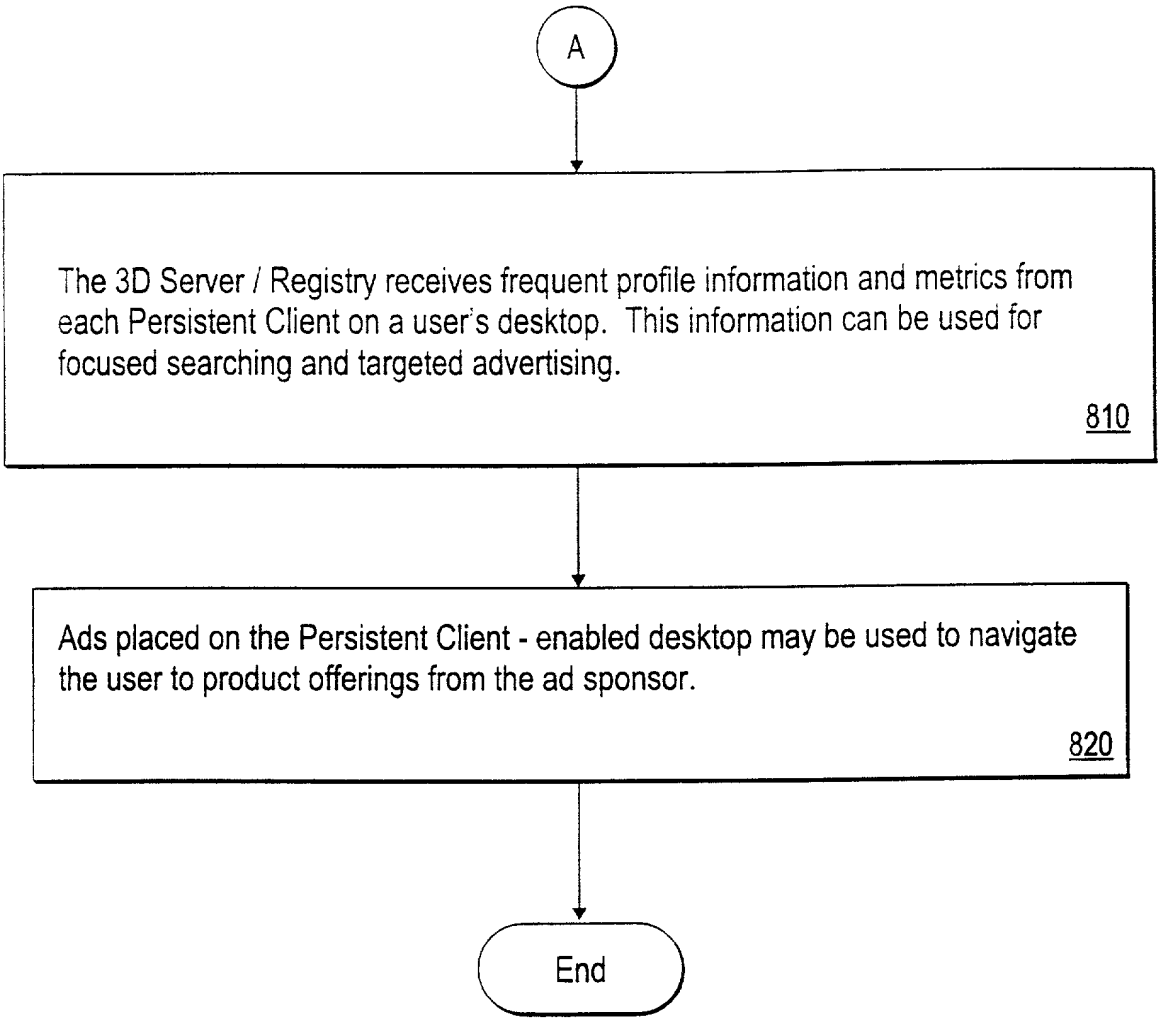 A
The 3D Server / Registry receives frequent profile information and metrics from
each Persistent Client on a user's desktop. This information can be used for
focused searching and targeted advertising.
810
Ads placed on the Persistent Client - enabled desktop may be used to navigate
the user to product offerings from the ad sponsor.
820
End